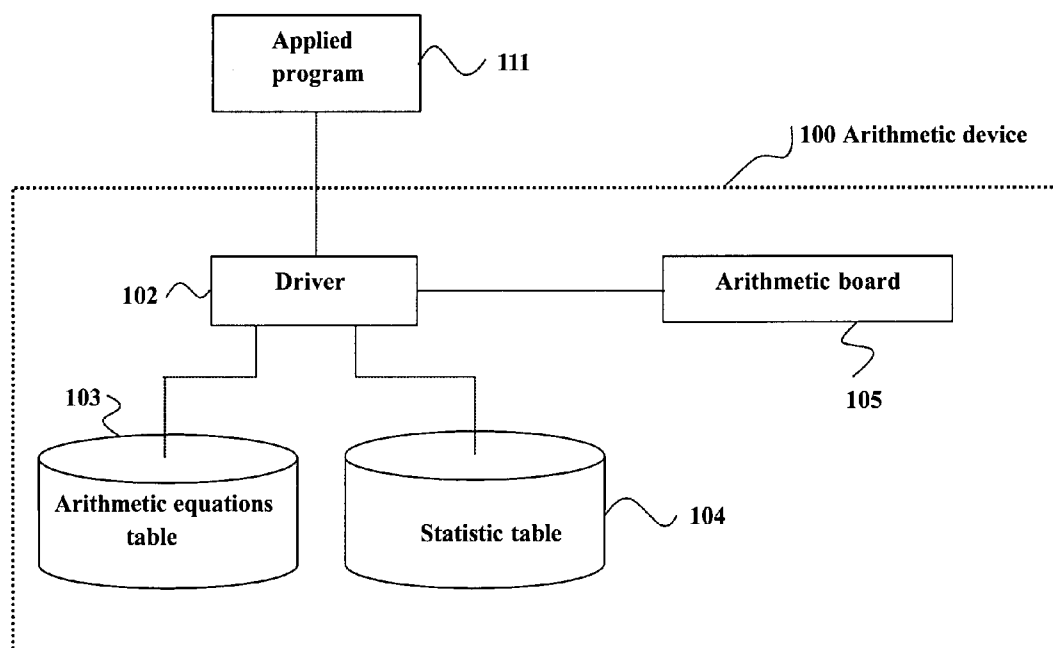 Applied
program
111
100 Arithmetic device
Driver
102
Arithmetic board
105
103
Arithmetic equations
table
Statistic table
104